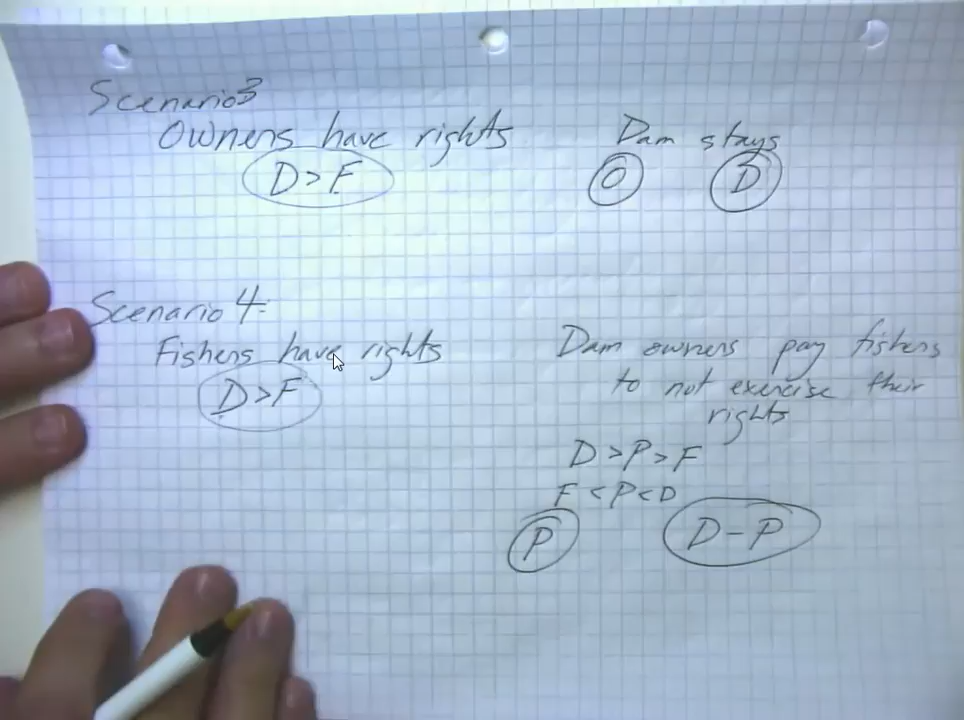 Scenario 3
Owners have rights
D > F
Dam stays
O D
Scenario 4:
Fishers have rights
D > F
Dam owners pay fishers
to not exercise their
rights
D > P > F
F < P < D
P D - P